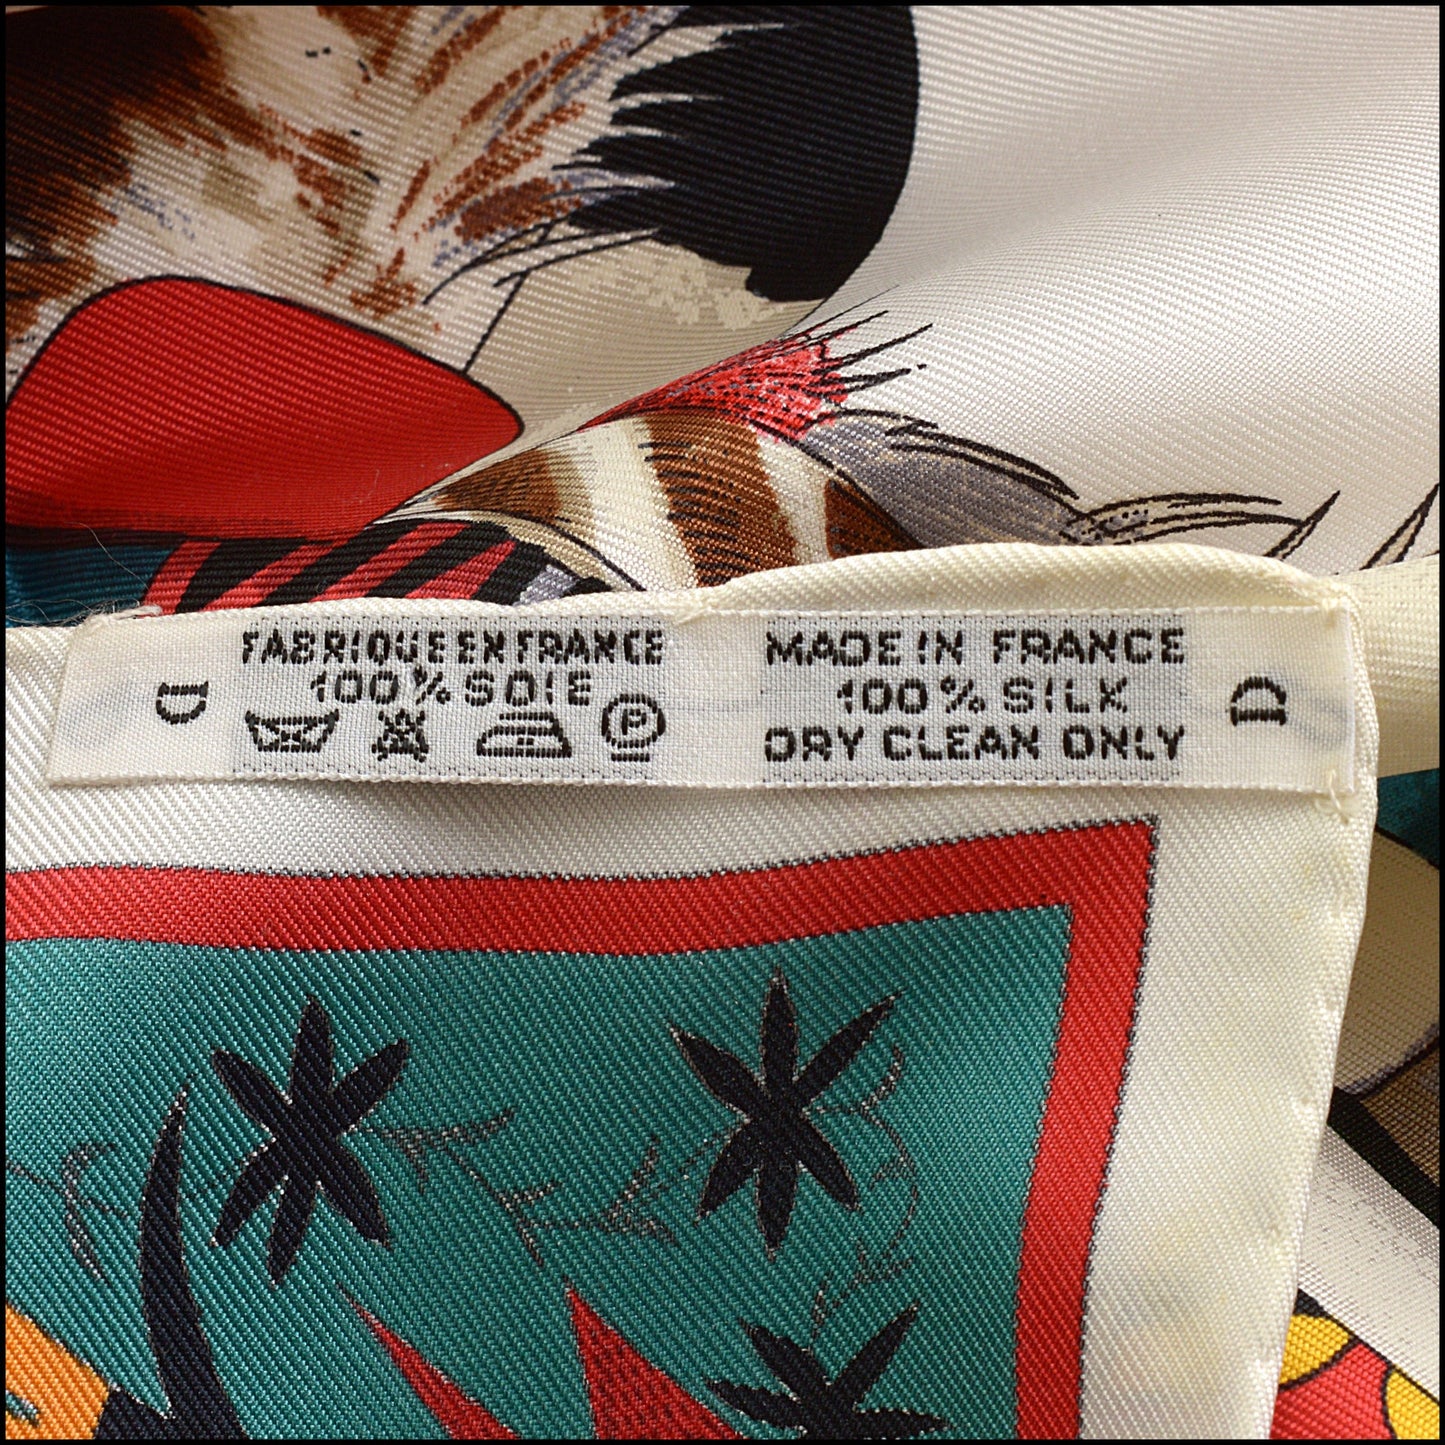 FABRIQUE EN FRANCE
100% SOIE
P
D
MADE IN FRANCE
100% SILK
DRY CLEAN ONLY
D